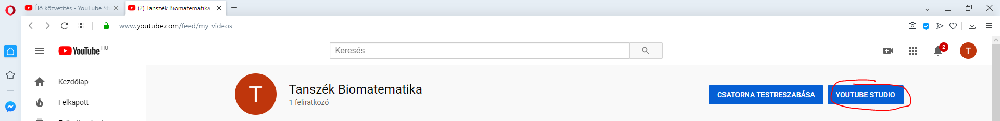 Élő közvetítés - YouTube St
(2) Tanszék Biomatematika
www.youtube.com/feed/my_videos
YouTube HU
Keresés
2
T
Kezdőlap
Felkapott
T
Tanszék Biomatematika
1 feliratkozó
CSATORNA TESTRESZABÁSA
YOUTUBE STUDIO